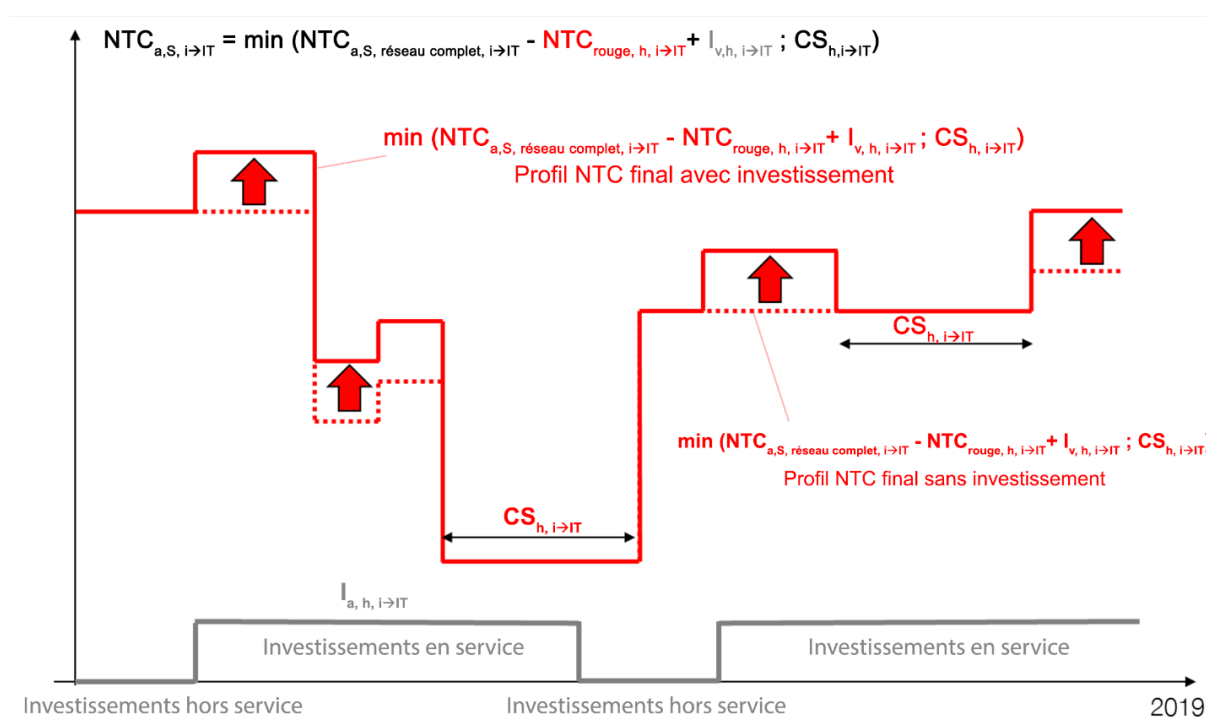 NTCa,S, i→IT = min (NTCa,S, réseau complet, i→IT - NTCrouge, h, i→IT+ Iv,h, i→IT ; CSh,i→IT)
min (NTCa,S, réseau complet, i→IT - NTCrouge, h, i→IT+ Iv, h, i→IT ; CSh, i→IT)
Profil NTC final avec investissement
CSh, i→IT
min (NTCa,S, réseau complet, i→IT - NTCrouge, h, i→IT+ Iv, h, i→IT ; CSh, i→IT)
Profil NTC final sans investissement
CSh, i→IT
Ia, h, i→IT
Investissements en service
Investissements en service
Investissements hors service
Investissements hors service
2019